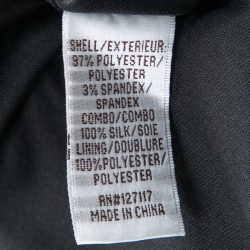 SHELL/EXTERIEUR:
97% POLYESTER/
POLYESTER
3% SPANDEX/
SPANDEX
COMBO/COMBO
100% SILK/SOIE
LINING/DOUBLURE
100%POLYESTER/
POLYESTER
RN#127117
MADE IN CHINA